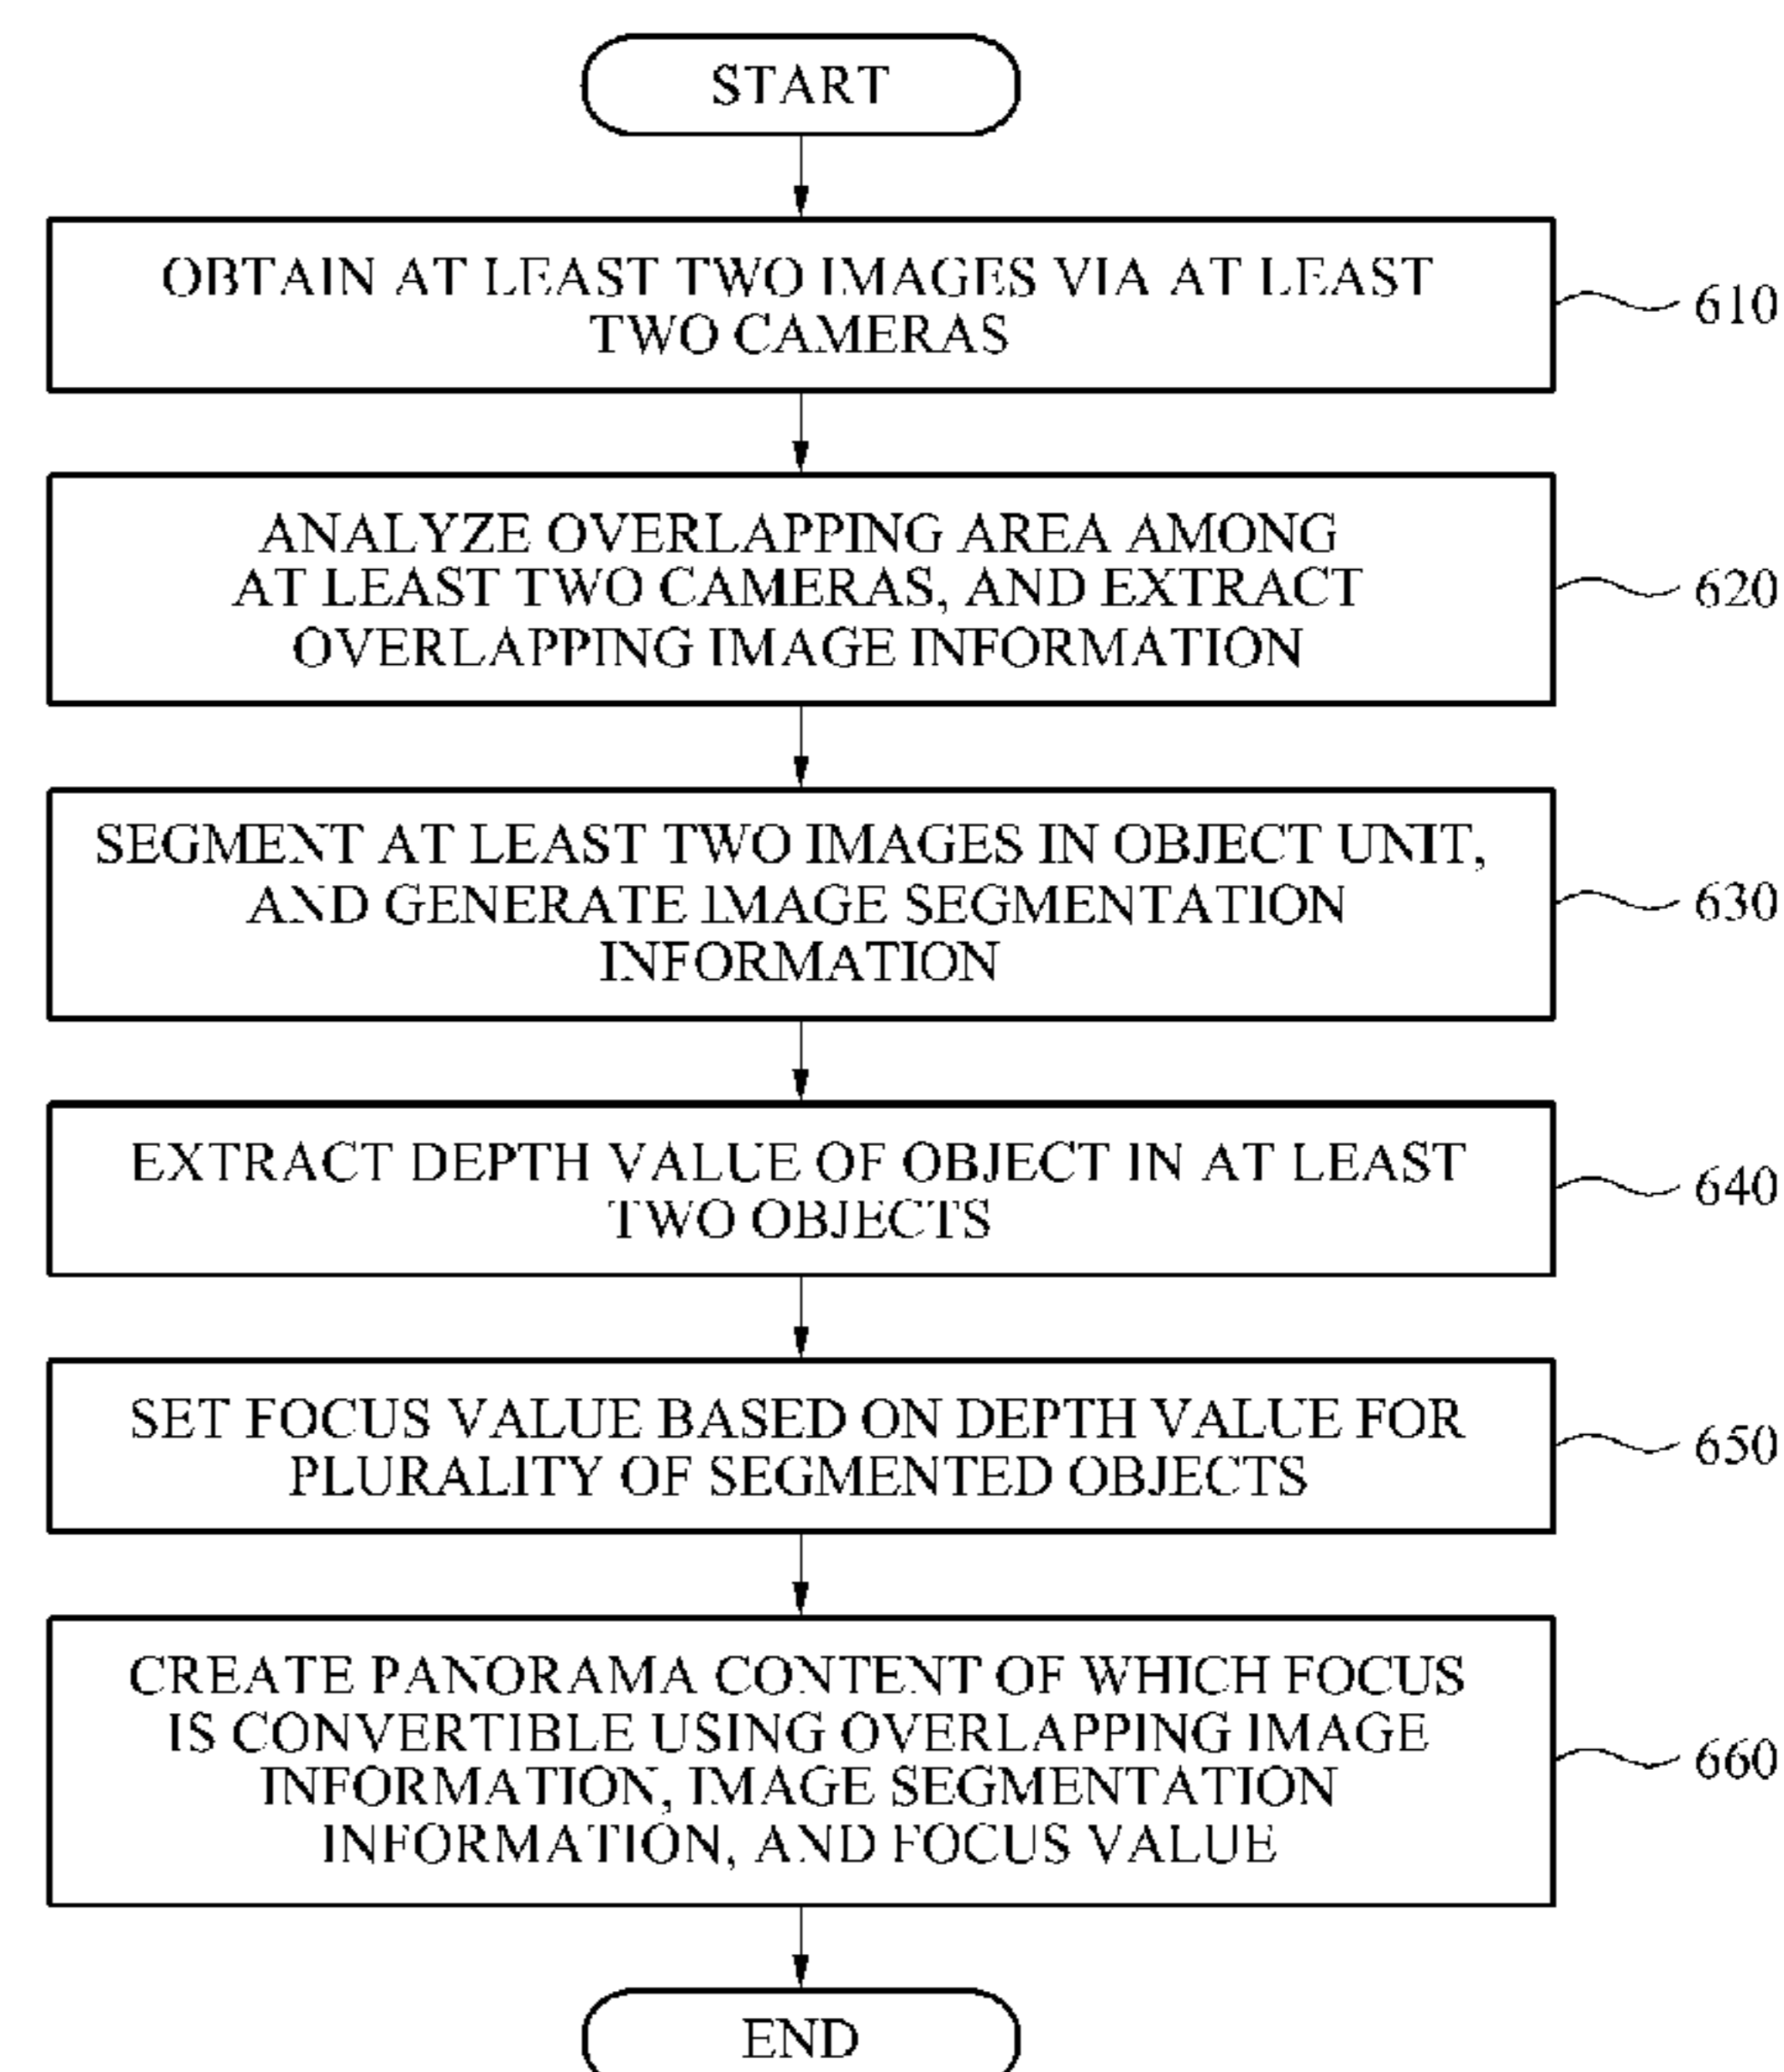 START
OBTAIN AT LEAST TWO IMAGES VIA AT LEAST
TWO CAMERAS
610
ANALYZE OVERLAPPING AREA AMONG
AT LEAST TWO CAMERAS, AND EXTRACT
OVERLAPPING IMAGE INFORMATION
620
SEGMENT AT LEAST TWO IMAGES IN OBJECT UNIT,
AND GENERATE IMAGE SEGMENTATION
INFORMATION
630
EXTRACT DEPTH VALUE OF OBJECT IN AT LEAST
TWO OBJECTS
640
SET FOCUS VALUE BASED ON DEPTH VALUE FOR
PLURALITY OF SEGMENTED OBJECTS
650
CREATE PANORAMA CONTENT OF WHICH FOCUS
IS CONVERTIBLE USING OVERLAPPING IMAGE
INFORMATION, IMAGE SEGMENTATION
INFORMATION, AND FOCUS VALUE
660
END